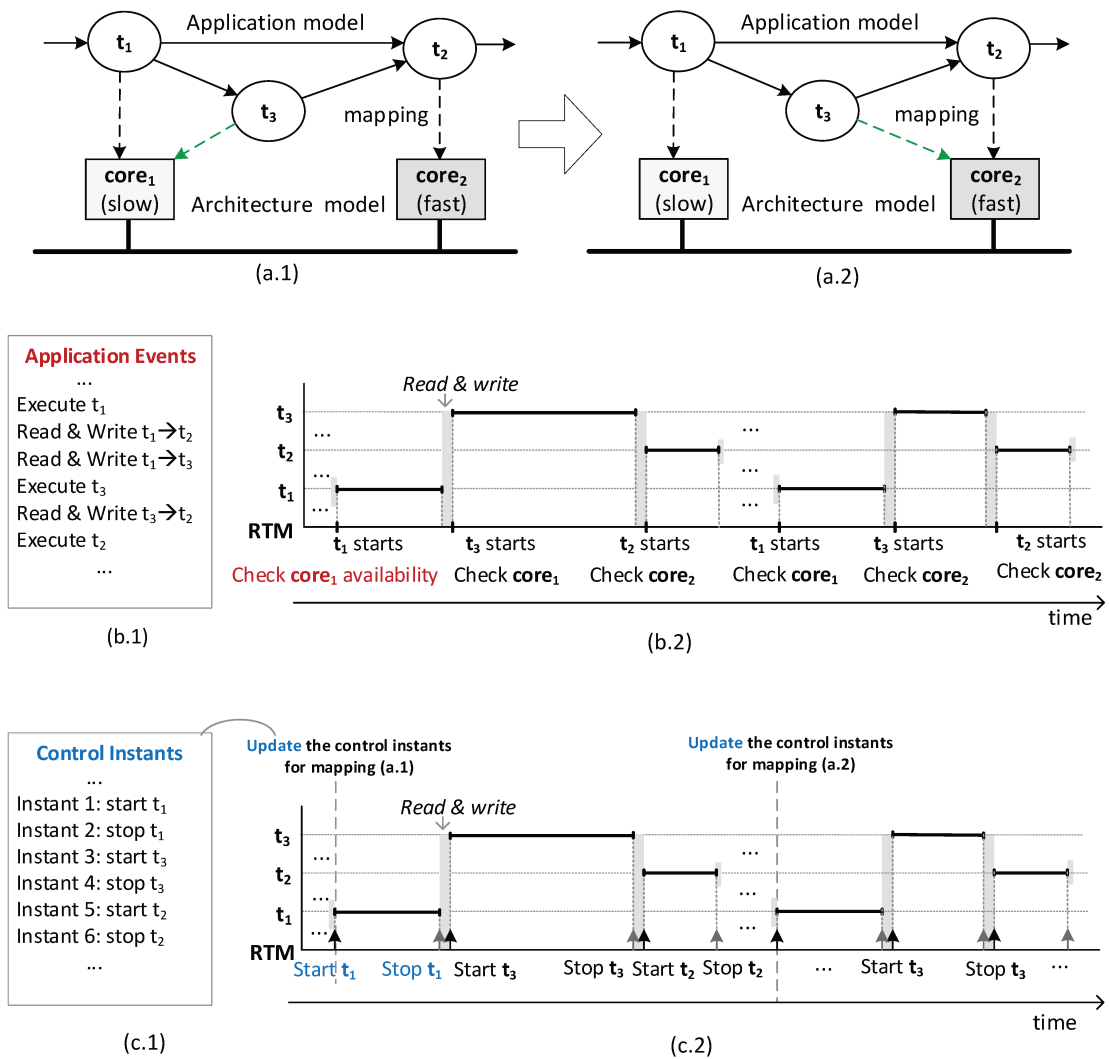 Application model
t₁
t₂
t₃
mapping
core₁
(slow)
core₂
(fast)
Architecture model
(a.1)
Application model
t₁
t₂
t₃
mapping
core₁
(slow)
core₂
(fast)
Architecture model
(a.2)
Application Events
...
Execute t₁
Read & Write t₁→t₂
Read & Write t₁→t₃
Execute t₃
Read & Write t₃→t₂
Execute t₂
...
(b.1)
Read & write
t₃
... ...
t₂
... ...
t₁
... ...
RTM
t₁ starts t₃ starts t₂ starts t₁ starts t₃ starts t₂ starts
Check core₁ availability Check core₁ Check core₂ Check core₁ Check core₂ Check core₂
time
(b.2)
Control Instants
...
Instant 1: start t₁
Instant 2: stop t₁
Instant 3: start t₃
Instant 4: stop t₃
Instant 5: start t₂
Instant 6: stop t₂
...
(c.1)
Update the control instants
for mapping (a.1)
Update the control instants
for mapping (a.2)
Read & write
t₃
... ...
t₂
... ...
t₁
... ...
RTM
Start t₁ Stop t₁ Start t₃ Stop t₃ Start t₂ Stop t₂ ... Start t₃ Stop t₃ ...
time
(c.2)